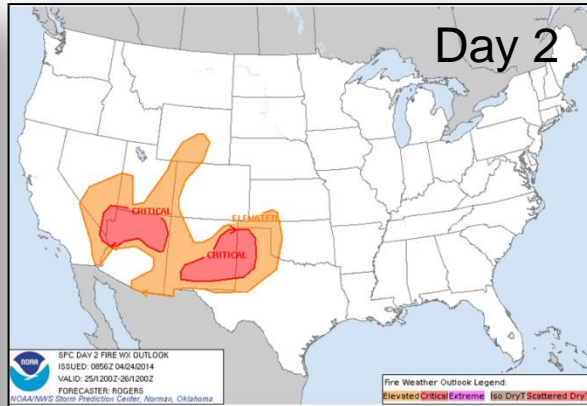 Day 2
CRITICAL
ELEVATED
CRITICAL
NOAA
SPC DAY 2 FIRE WX OUTLOOK
ISSUED: 0856Z 04/24/2014
VALID: 25/1200Z-26/1200Z
FORECASTER: ROGERS
NOAA/NWS Storm Prediction Center, Norman, Oklahoma
Fire Weather Outlook Legend:
Elevated Critical Extreme Iso DryT Scattered DryT